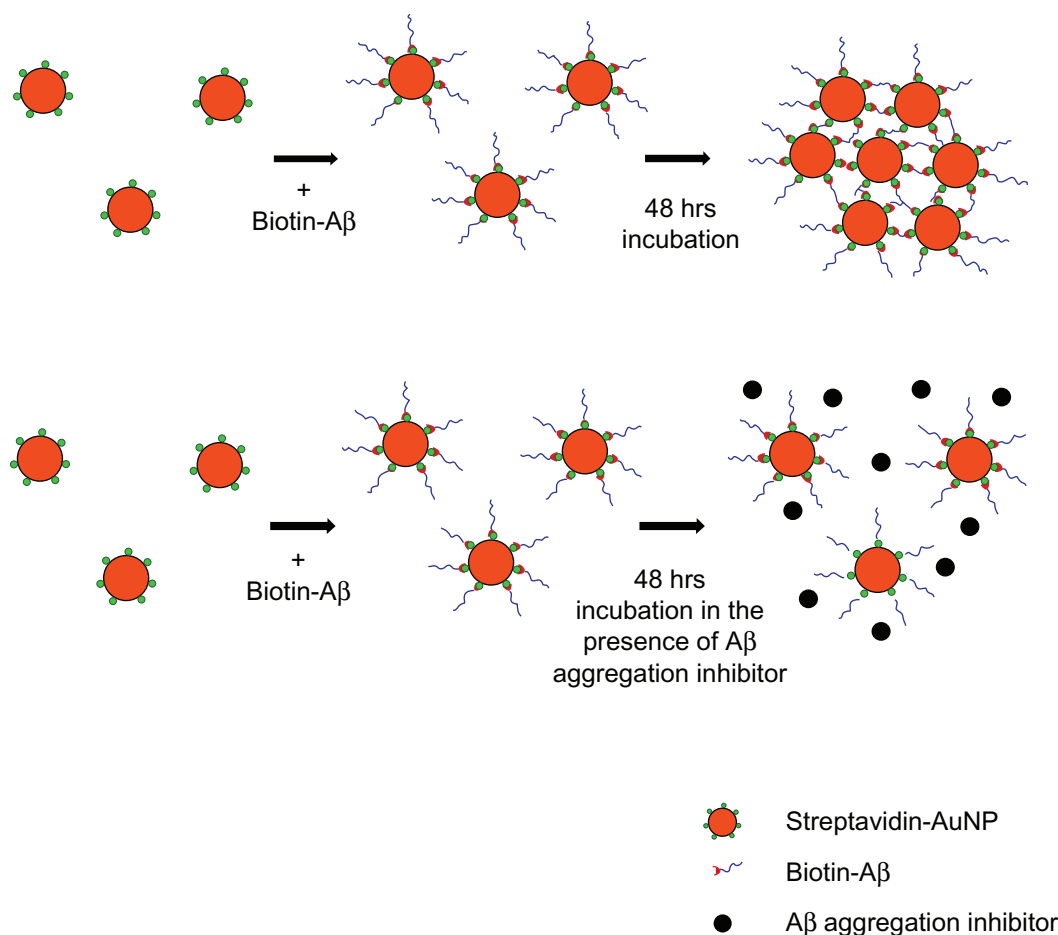 +
Biotin-Aβ
48 hrs
incubation
+
Biotin-Aβ
48 hrs
incubation in the
presence of Aβ
aggregation inhibitor
Streptavidin-AuNP
Biotin-Aβ
Aβ aggregation inhibitor